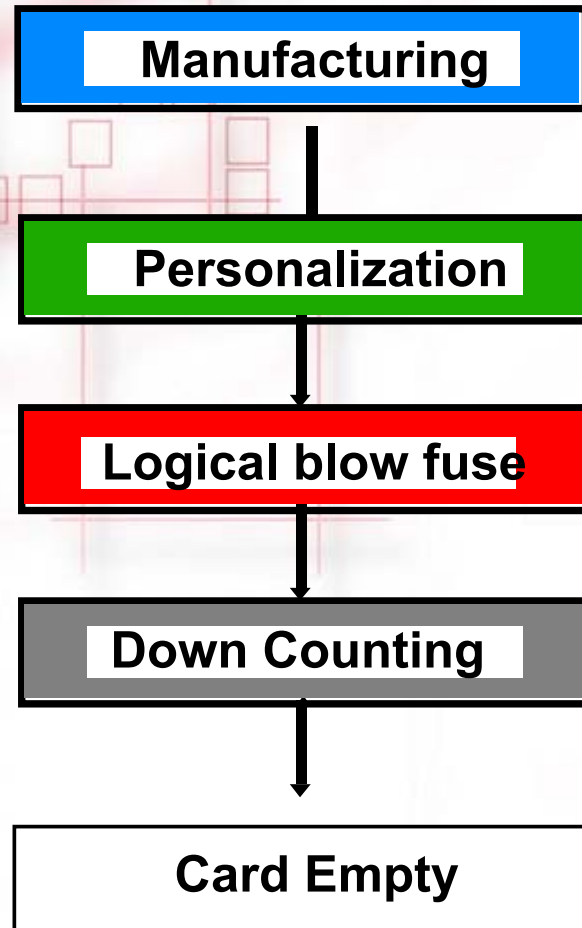 Manufacturing
Personalization
Logical blow fuse
Down Counting
Card Empty